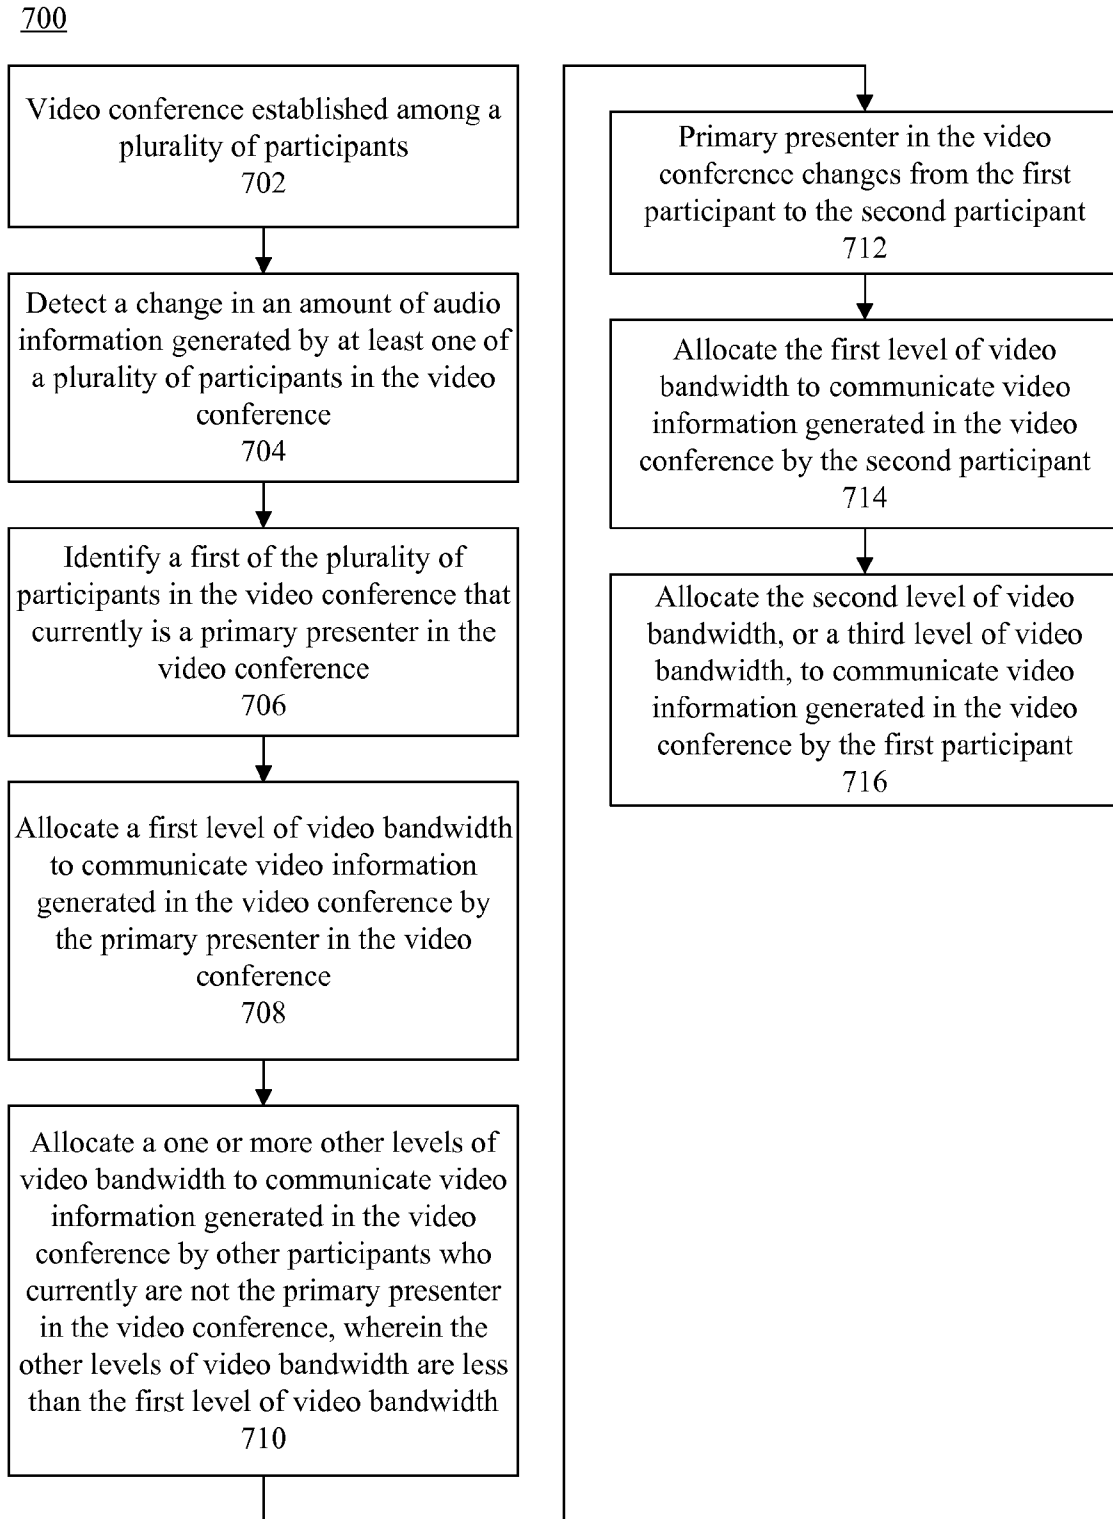 700
Video conference established among a
plurality of participants
702
Detect a change in an amount of audio
information generated by at least one of
a plurality of participants in the video
conference
704
Identify a first of the plurality of
participants in the video conference that
currently is a primary presenter in the
video conference
706
Allocate a first level of video bandwidth
to communicate video information
generated in the video conference by
the primary presenter in the video
conference
708
Allocate a one or more other levels of
video bandwidth to communicate video
information generated in the video
conference by other participants who
currently are not the primary presenter
in the video conference, wherein the
other levels of video bandwidth are less
than the first level of video bandwidth
710
Primary presenter in the video
conference changes from the first
participant to the second participant
712
Allocate the first level of video
bandwidth to communicate video
information generated in the video
conference by the second participant
714
Allocate the second level of video
bandwidth, or a third level of video
bandwidth, to communicate video
information generated in the video
conference by the first participant
716